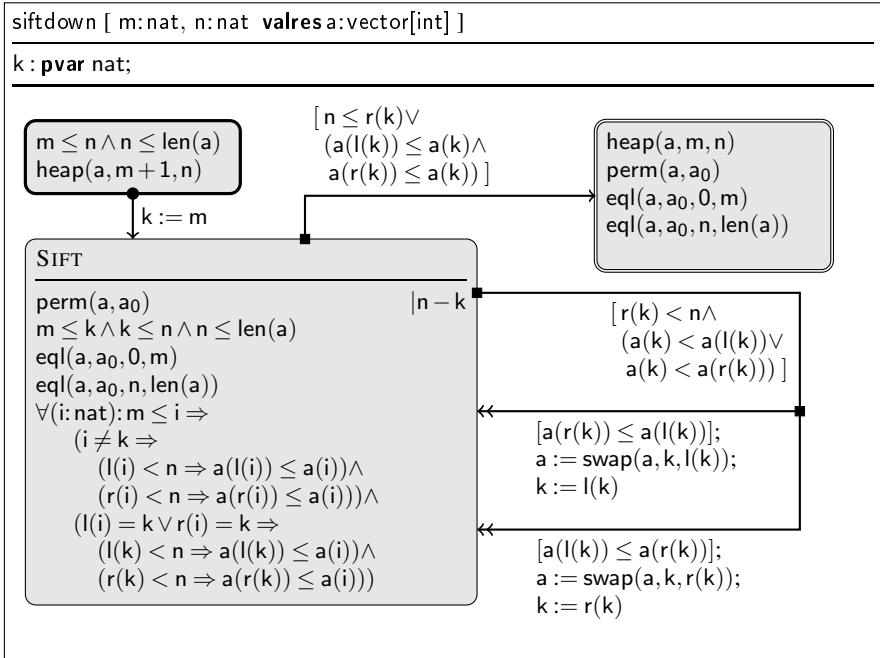 siftdown [ m:nat, n:nat valres a:vector[int] ]
k : pvar nat;
m ≤ n ∧ n ≤ len(a)
heap(a, m+1, n)
k := m
[ n ≤ r(k)∨
(a(l(k)) ≤ a(k)∧
a(r(k)) ≤ a(k)) ]
heap(a, m, n)
perm(a, a₀)
eql(a, a₀, 0, m)
eql(a, a₀, n, len(a))
SIFT
perm(a, a₀) |n − k
m ≤ k ∧ k ≤ n ∧ n ≤ len(a)
eql(a, a₀, 0, m)
eql(a, a₀, n, len(a))
∀(i: nat): m ≤ i ⇒
(i ≠ k ⇒
(l(i) < n ⇒ a(l(i)) ≤ a(i))∧
(r(i) < n ⇒ a(r(i)) ≤ a(i)))∧
(l(i) = k ∨ r(i) = k ⇒
(l(k) < n ⇒ a(l(k)) ≤ a(i))∧
(r(k) < n ⇒ a(r(k)) ≤ a(i)))
[ r(k) < n∧
(a(k) < a(l(k))∨
a(k) < a(r(k))) ]
[a(r(k)) ≤ a(l(k))];
a := swap(a, k, l(k));
k := l(k)
[a(l(k)) ≤ a(r(k))];
a := swap(a, k, r(k));
k := r(k)